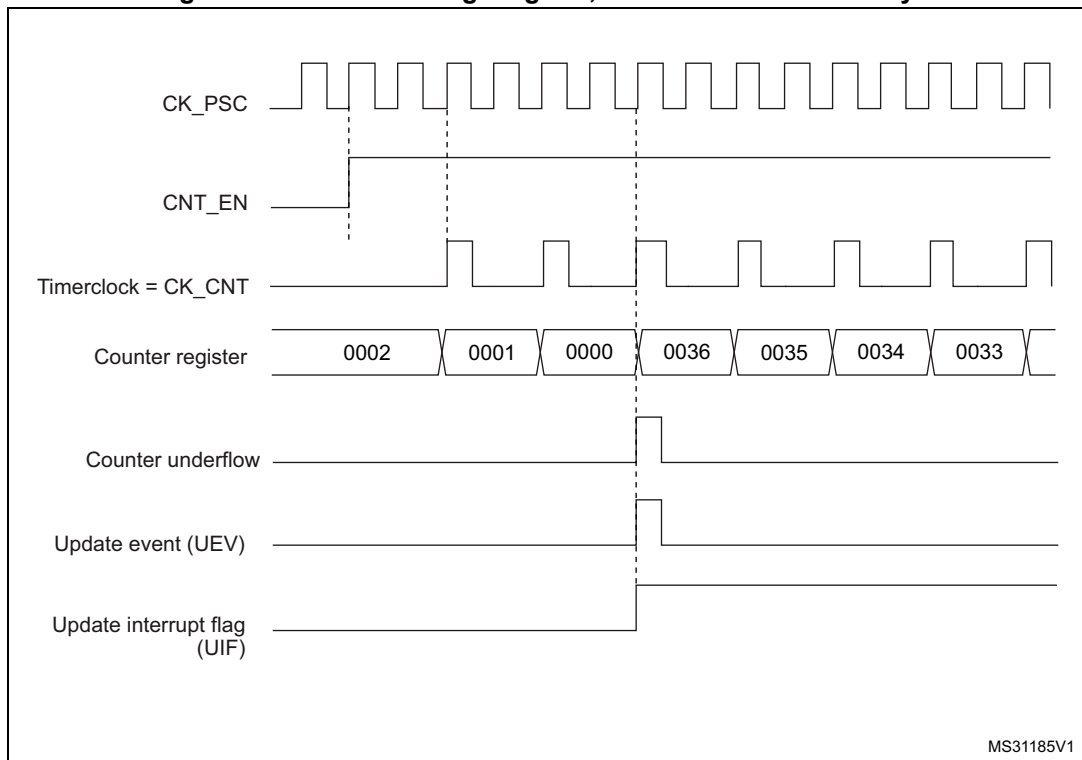 CK_PSC
CNT_EN
Timerclock = CK_CNT
Counter register
0002 0001 0000 0036 0035 0034 0033
Counter underflow
Update event (UEV)
Update interrupt flag
(UIF)
MS31185V1